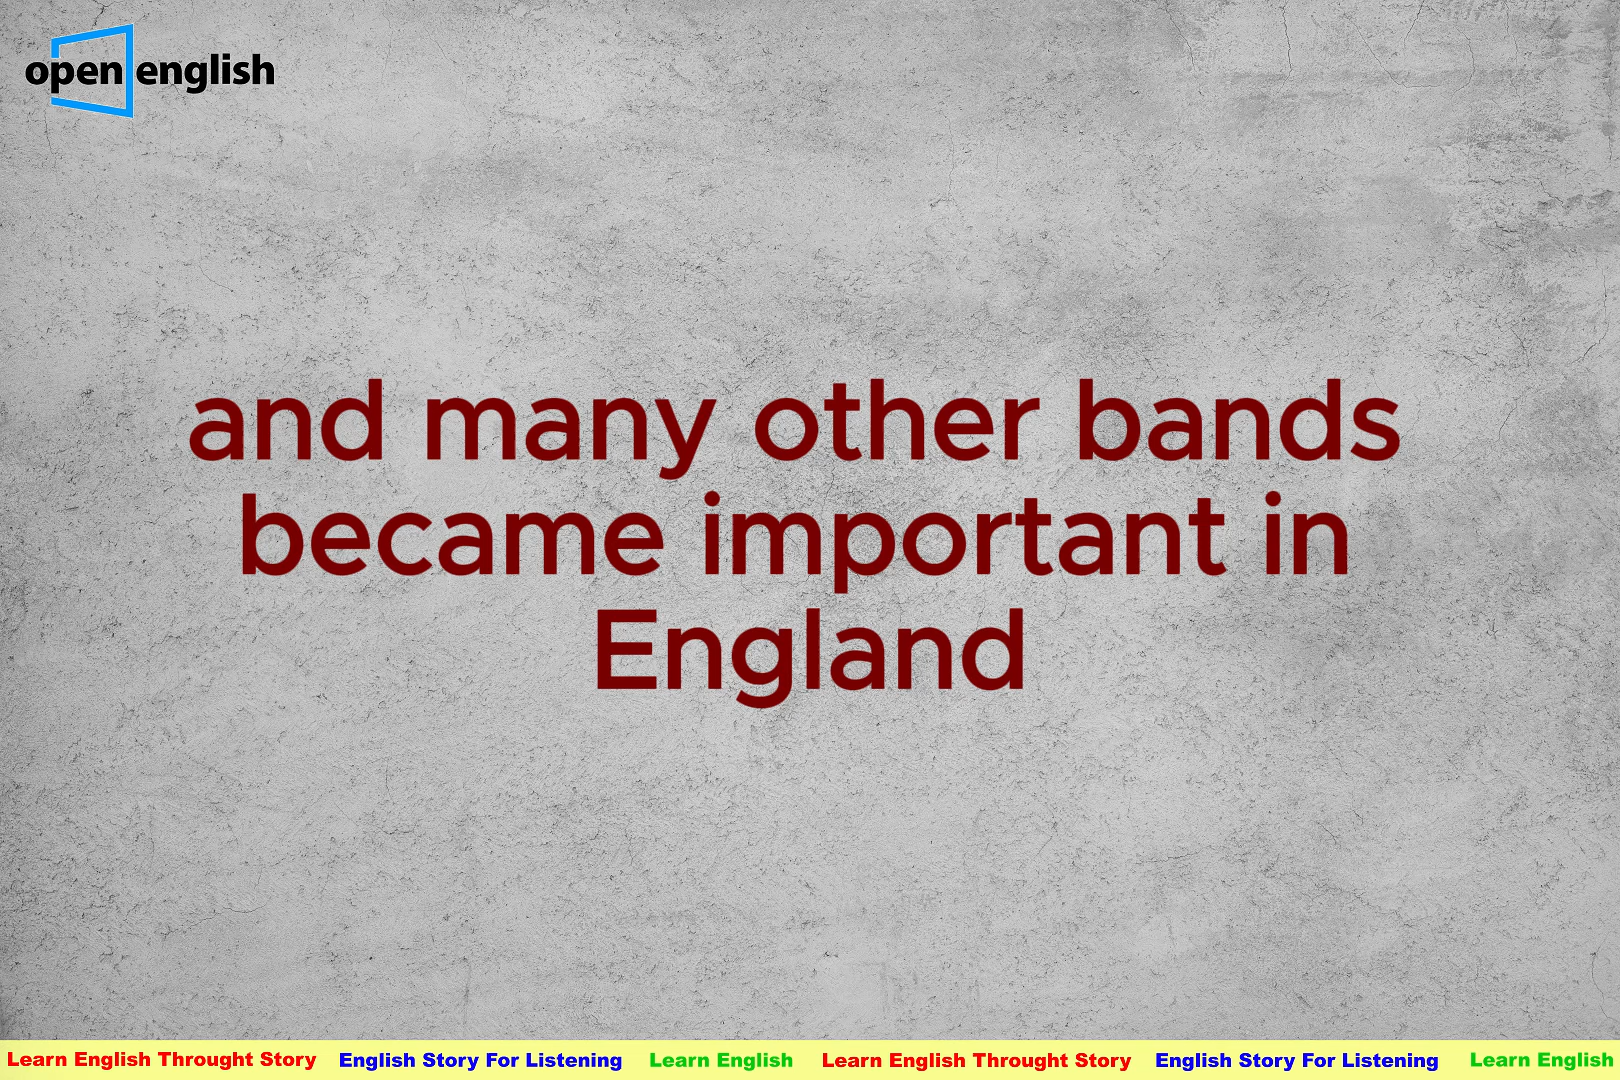 open english
and many other bands
became important in
England
Learn English Throught Story English Story For Listening Learn English Learn English Throught Story English Story For Listening Learn English